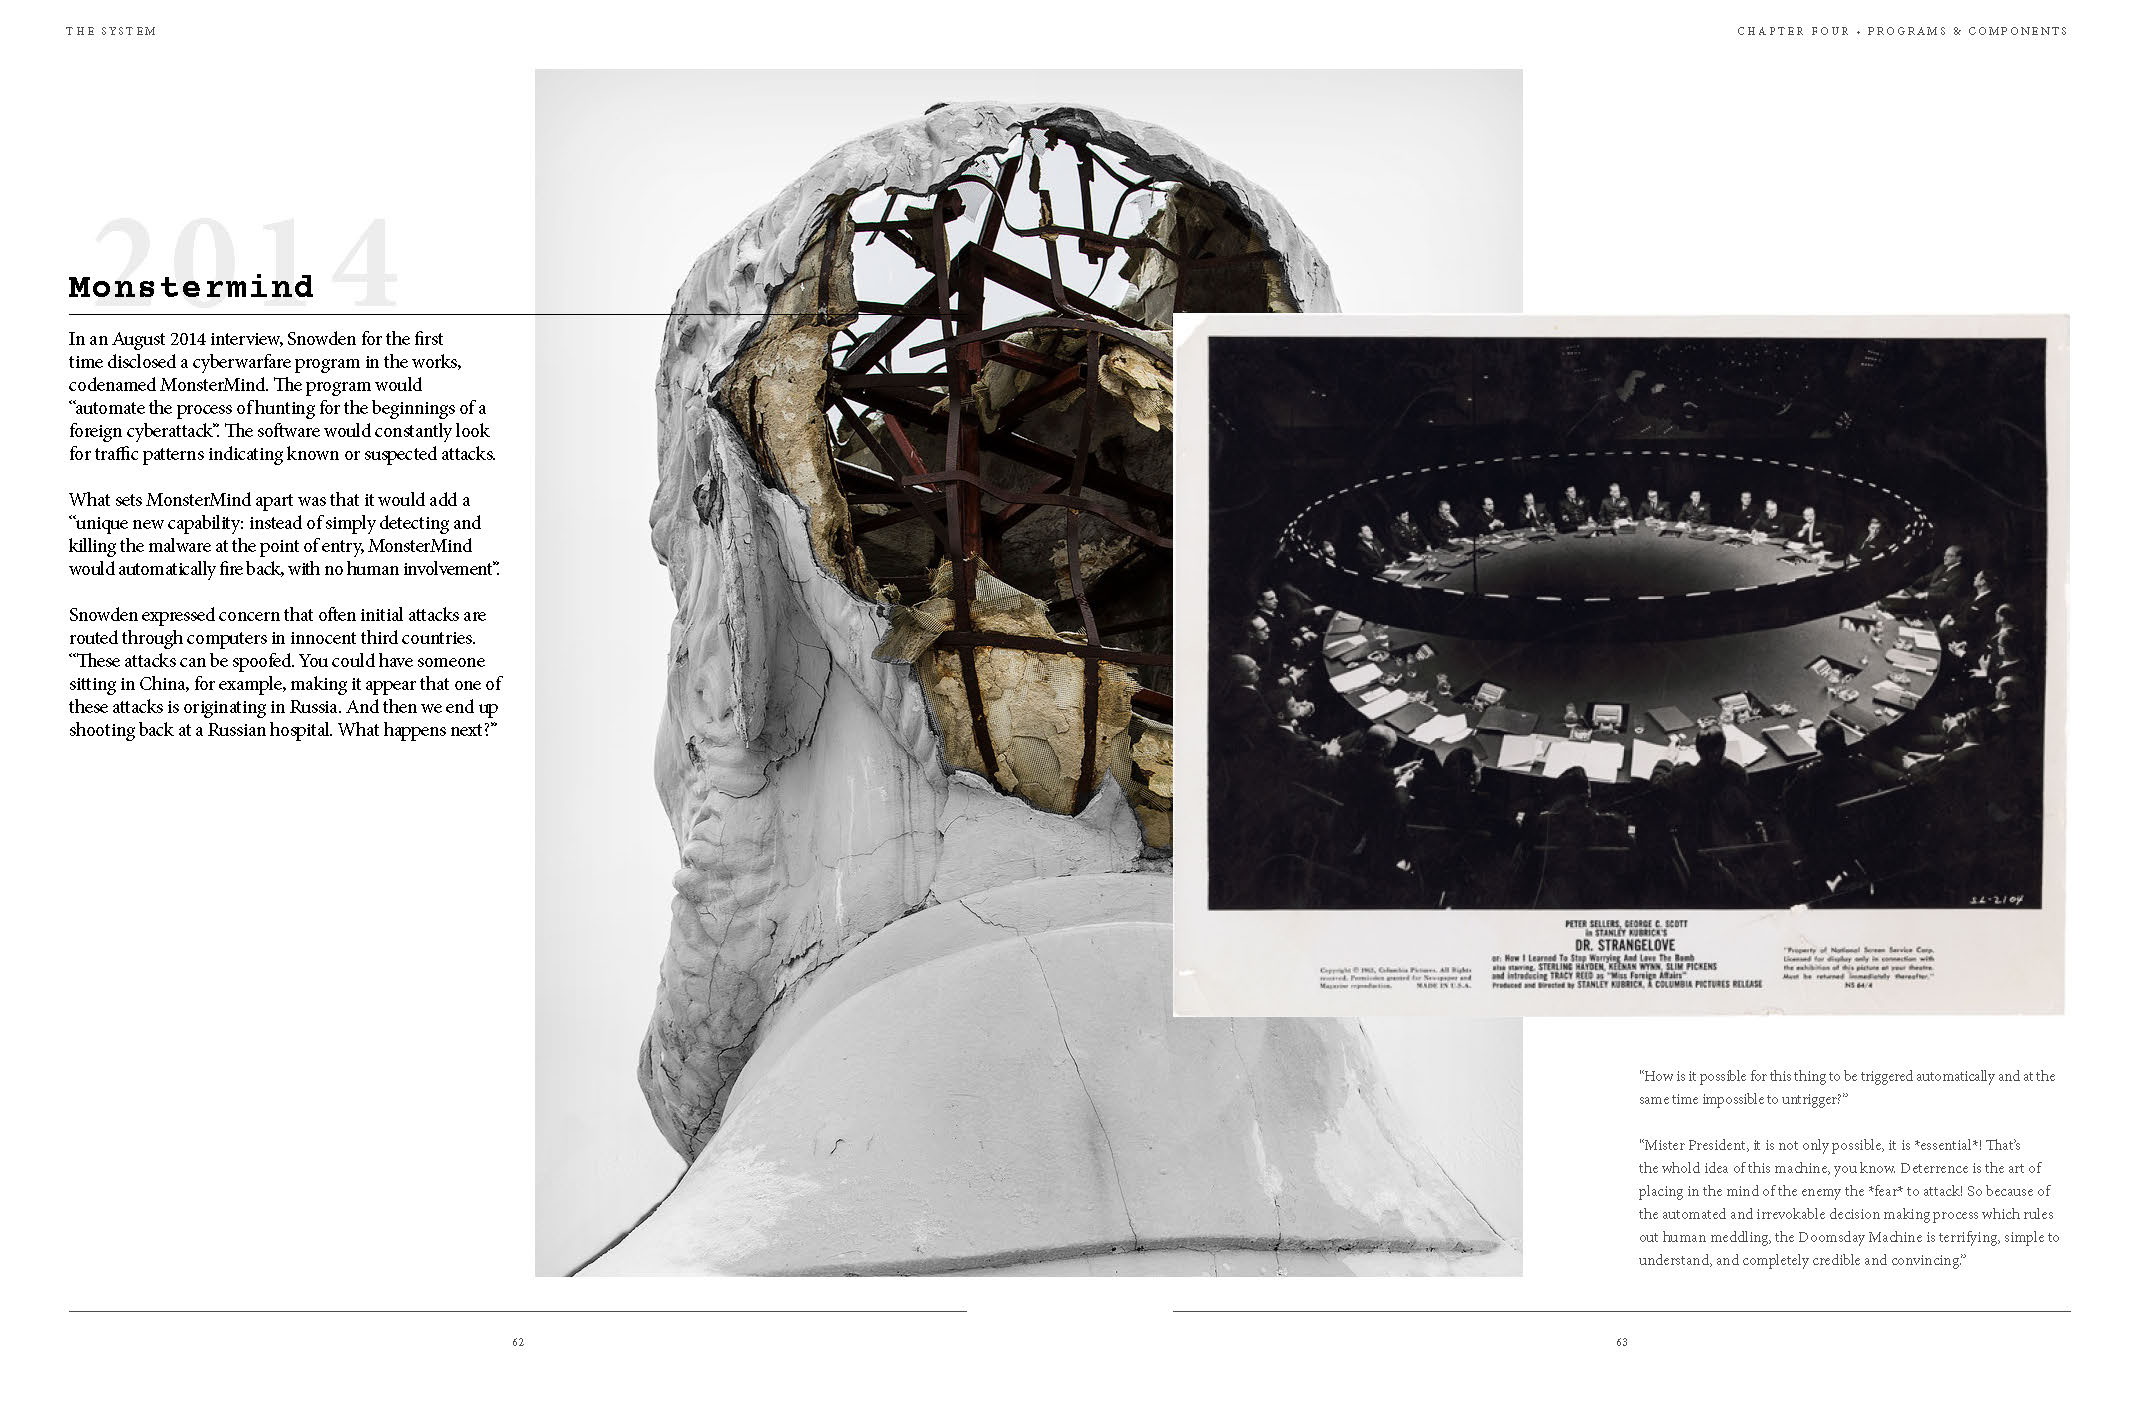 THE SYSTEM
CHAPTER FOUR • PROGRAMS & COMPONENTS
2014
Monstermind
In an August 2014 interview, Snowden for the first
time disclosed a cyberwarfare program in the works,
codenamed MonsterMind. The program would
“automate the process of hunting for the beginnings of a
foreign cyberattack”. The software would constantly look
for traffic patterns indicating known or suspected attacks.
What sets MonsterMind apart was that it would add a
“unique new capability: instead of simply detecting and
killing the malware at the point of entry, MonsterMind
would automatically fire back, with no human involvement”.
Snowden expressed concern that often initial attacks are
routed through computers in innocent third countries.
“These attacks can be spoofed. You could have someone
sitting in China, for example, making it appear that one of
these attacks is originating in Russia. And then we end up
shooting back at a Russian hospital. What happens next?”
SL-2104
PETER SELLERS, GEORGE C. SCOTT
in STANLEY KUBRICK'S
DR. STRANGELOVE
or: How I Learned To Stop Worrying And Love The Bomb
also starring, STERLING HAYDEN, KEENAN WYNN, SLIM PICKENS
and introducing TRACY REED as "Miss Foreign Affairs"
Produced and Directed by STANLEY KUBRICK, A COLUMBIA PICTURES RELEASE
Copyright © 1963, Columbia Pictures. All Rights
reserved. Permission granted for Newspaper and
Magazine reproduction. MADE IN U.S.A.
"Property of National Screen Service Corp.
Licensed for display only in connection with
the exhibition of this picture at your theatre.
Must be returned immediately thereafter."
NS 64/4
“How is it possible for this thing to be triggered automatically and at the
same time impossible to untrigger?”
“Mister President, it is not only possible, it is *essential*! That’s
the whold idea of this machine, you know. Deterrence is the art of
placing in the mind of the enemy the *fear* to attack! So because of
the automated and irrevokable decision making process which rules
out human meddling, the Doomsday Machine is terrifying, simple to
understand, and completely credible and convincing.”
62
63